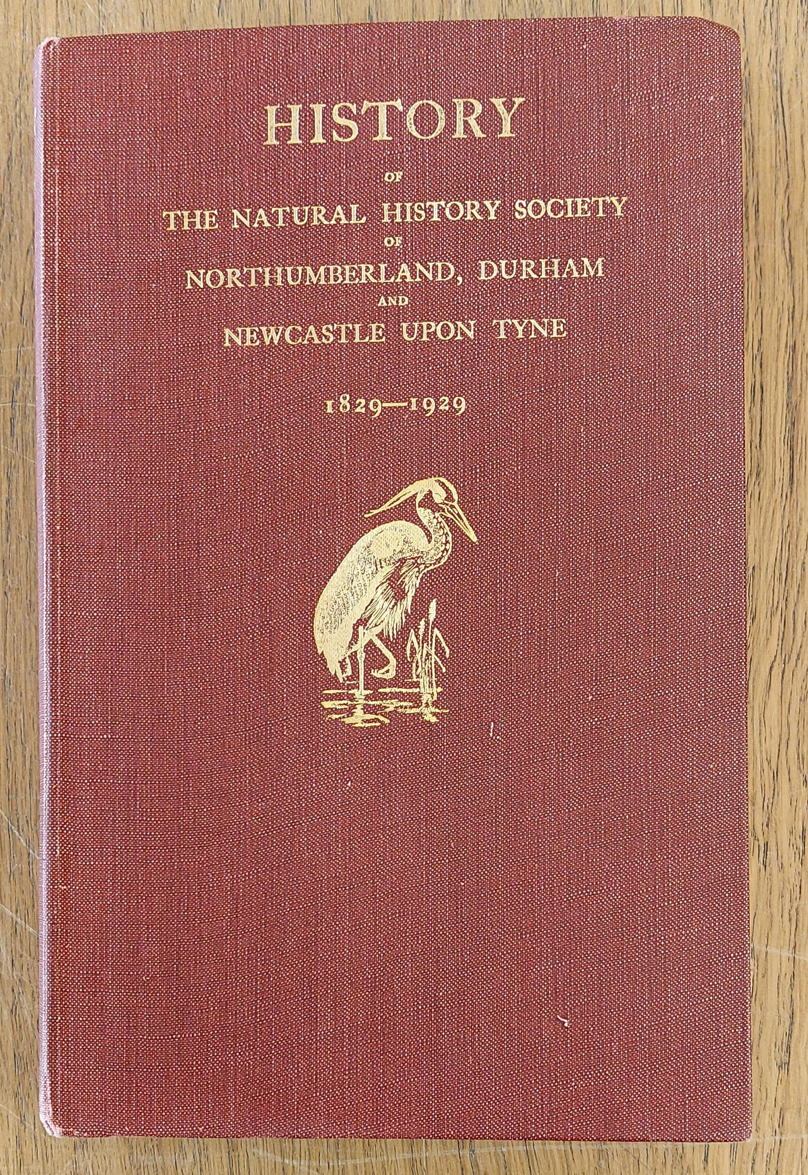 HISTORY
OF
THE NATURAL HISTORY SOCIETY
OF
NORTHUMBERLAND, DURHAM
AND
NEWCASTLE UPON TYNE
1829—1929